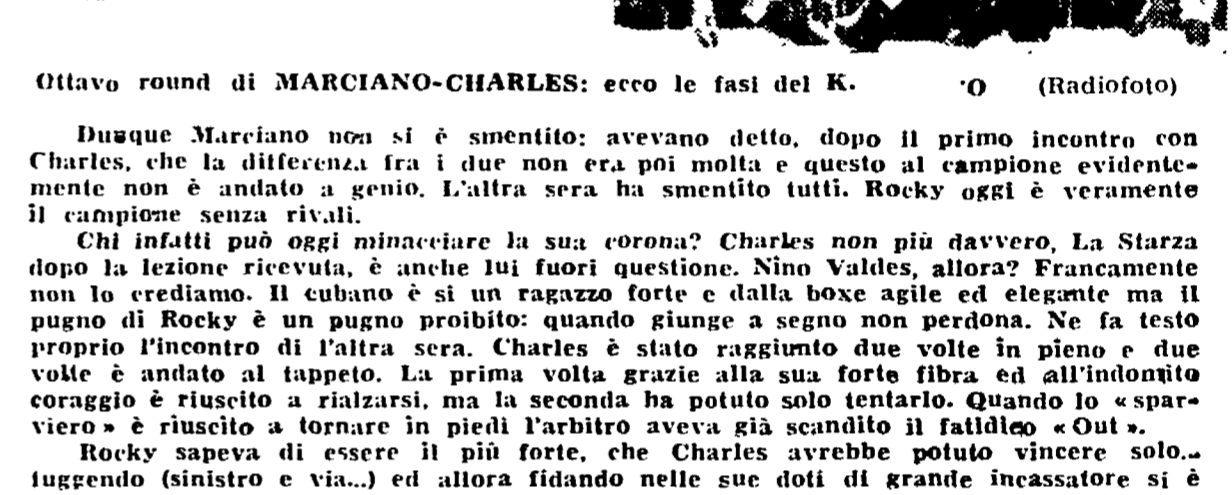 Ottavo round di MARCIANO-CHARLES: ecco le fasi del K. O (Radiofoto)
Dunque Marciano non si è smentito: avevano detto, dopo il primo incontro con
Charles, che la differenza fra i due non era poi molta e questo al campione evidente-
mente non è andato a genio. L'altra sera ha smentito tutti. Rocky oggi è veramente
il campione senza rivali.
Chi infatti può oggi minacciare la sua corona? Charles non più davvero, La Starza
dopo la lezione ricevuta, è anche lui fuori questione. Nino Valdes, allora? Francamente
non lo crediamo. Il cubano è si un ragazzo forte e dalla boxe agile ed elegante ma il
pugno di Rocky è un pugno proibito: quando giunge a segno non perdona. Ne fa testo
proprio l'incontro di l'altra sera. Charles è stato raggiunto due volte in pieno e due
volte è andato al tappeto. La prima volta grazie alla sua forte fibra ed all'indomito
coraggio è riuscito a rialzarsi, ma la seconda ha potuto solo tentarlo. Quando lo « spar-
viero » è riuscito a tornare in piedi l'arbitro aveva già scandito il fatidico « Out ».
Rocky sapeva di essere il più forte, che Charles avrebbe potuto vincere solo...
fuggendo (sinistro e via...) ed allora fidando nelle sue doti di grande incassatore si è